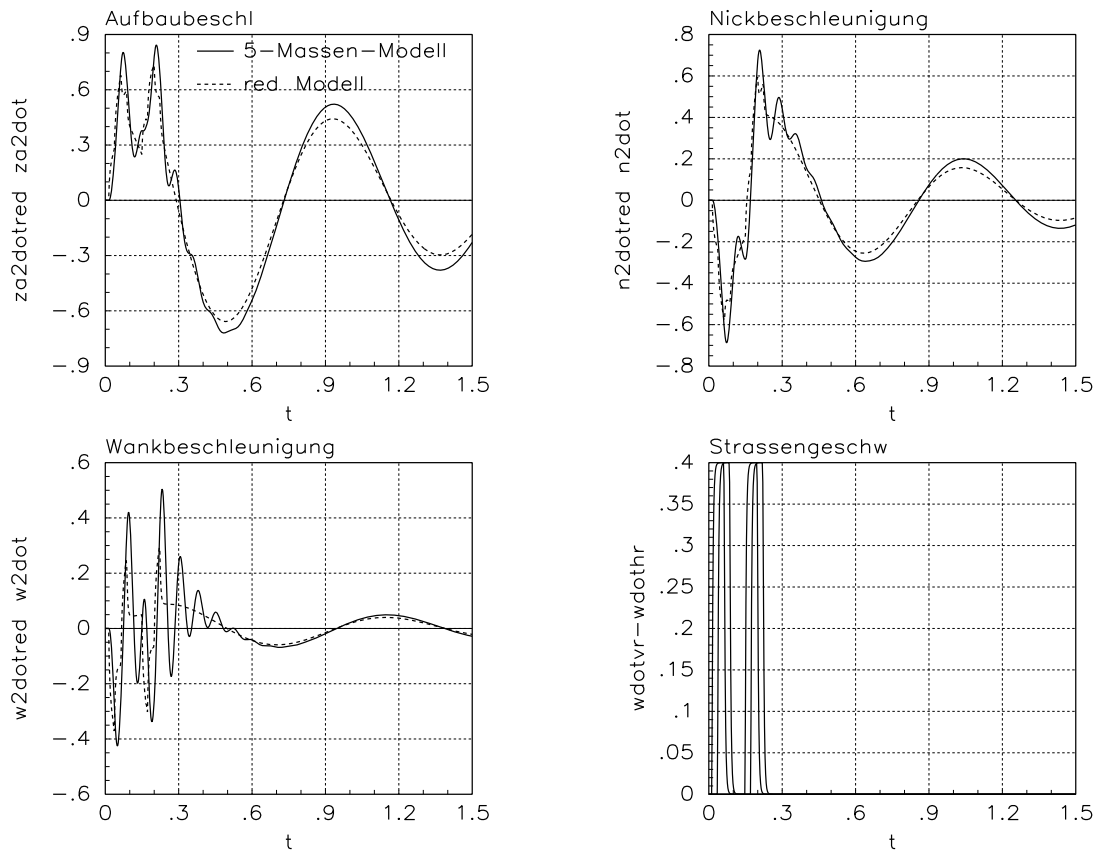 Aufbaubeschl
5-Massen-Modell
red Modell
za2dotred za2dot
.9
.6
.3
0
-.3
-.6
-.9
0 .3 .6 .9 1.2 1.5
t
Nickbeschleunigung
n2dotred n2dot
.8
.6
.4
.2
0
-.2
-.4
-.6
-.8
0 .3 .6 .9 1.2 1.5
t
Wankbeschleunigung
w2dotred w2dot
.6
.4
.2
0
-.2
-.4
-.6
0 .3 .6 .9 1.2 1.5
t
Strassengeschw
wdotvr-wdothr
.4
.35
.3
.25
.2
.15
.1
.05
0
0 .3 .6 .9 1.2 1.5
t